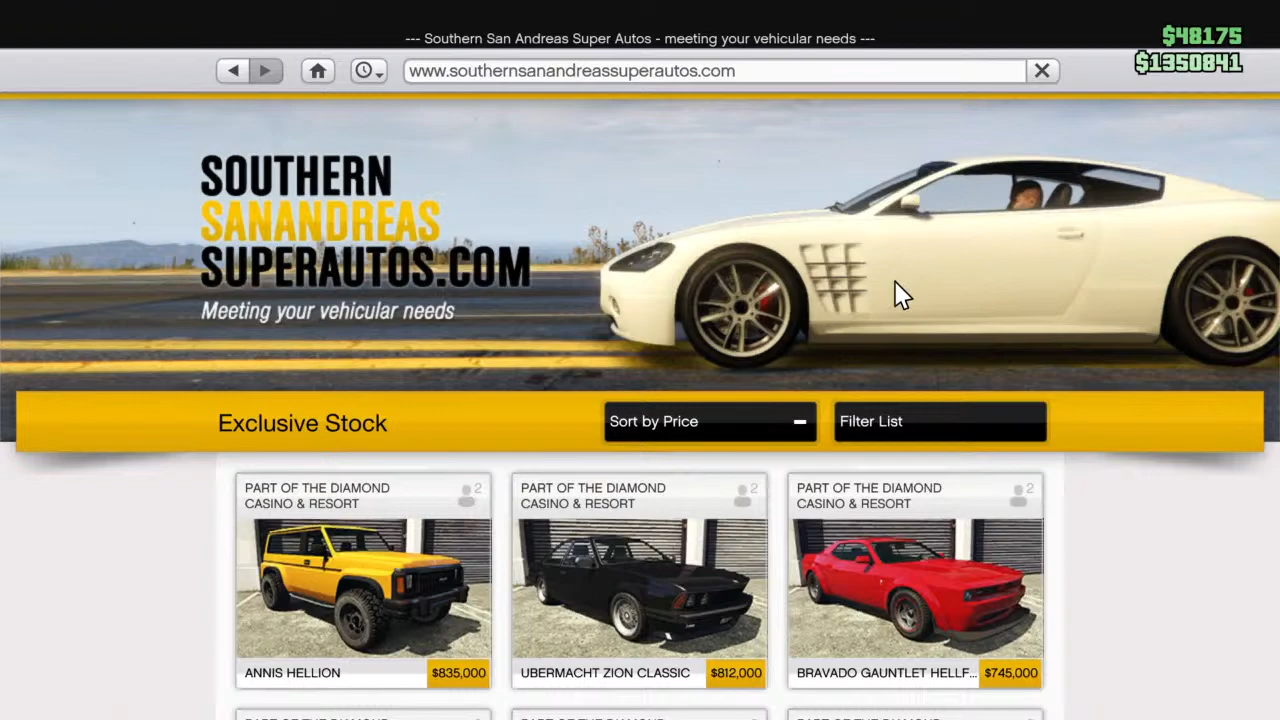 --- Southern San Andreas Super Autos - meeting your vehicular needs ---
$48175
$1350841
www.southernsanandreassuperautos.com
SOUTHERN
SANANDREAS
SUPERAUTOS.COM
Meeting your vehicular needs
Exclusive Stock
Sort by Price
Filter List
PART OF THE DIAMOND
CASINO & RESORT
2
ANNIS HELLION
$835,000
PART OF THE DIAMOND
CASINO & RESORT
2
UBERMACHT ZION CLASSIC
$812,000
PART OF THE DIAMOND
CASINO & RESORT
2
BRAVADO GAUNTLET HELLF...
$745,000